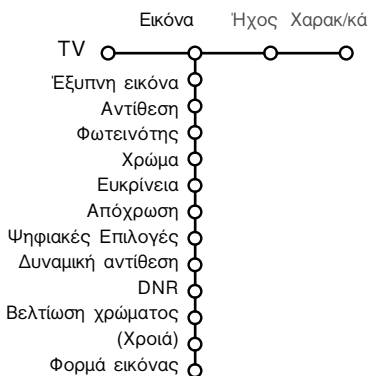 Εικόνα Ήχος Χαρακ/κά
TV
Έξυπνη εικόνα
Αντίθεση
Φωτεινότης
Χρώμα
Ευκρίνεια
Απόχρωση
Ψηφιακές Επιλογές
Δυναμική αντίθεση
DNR
Βελτίωση χρώματος
(Χροιά)
Φορμά εικόνας